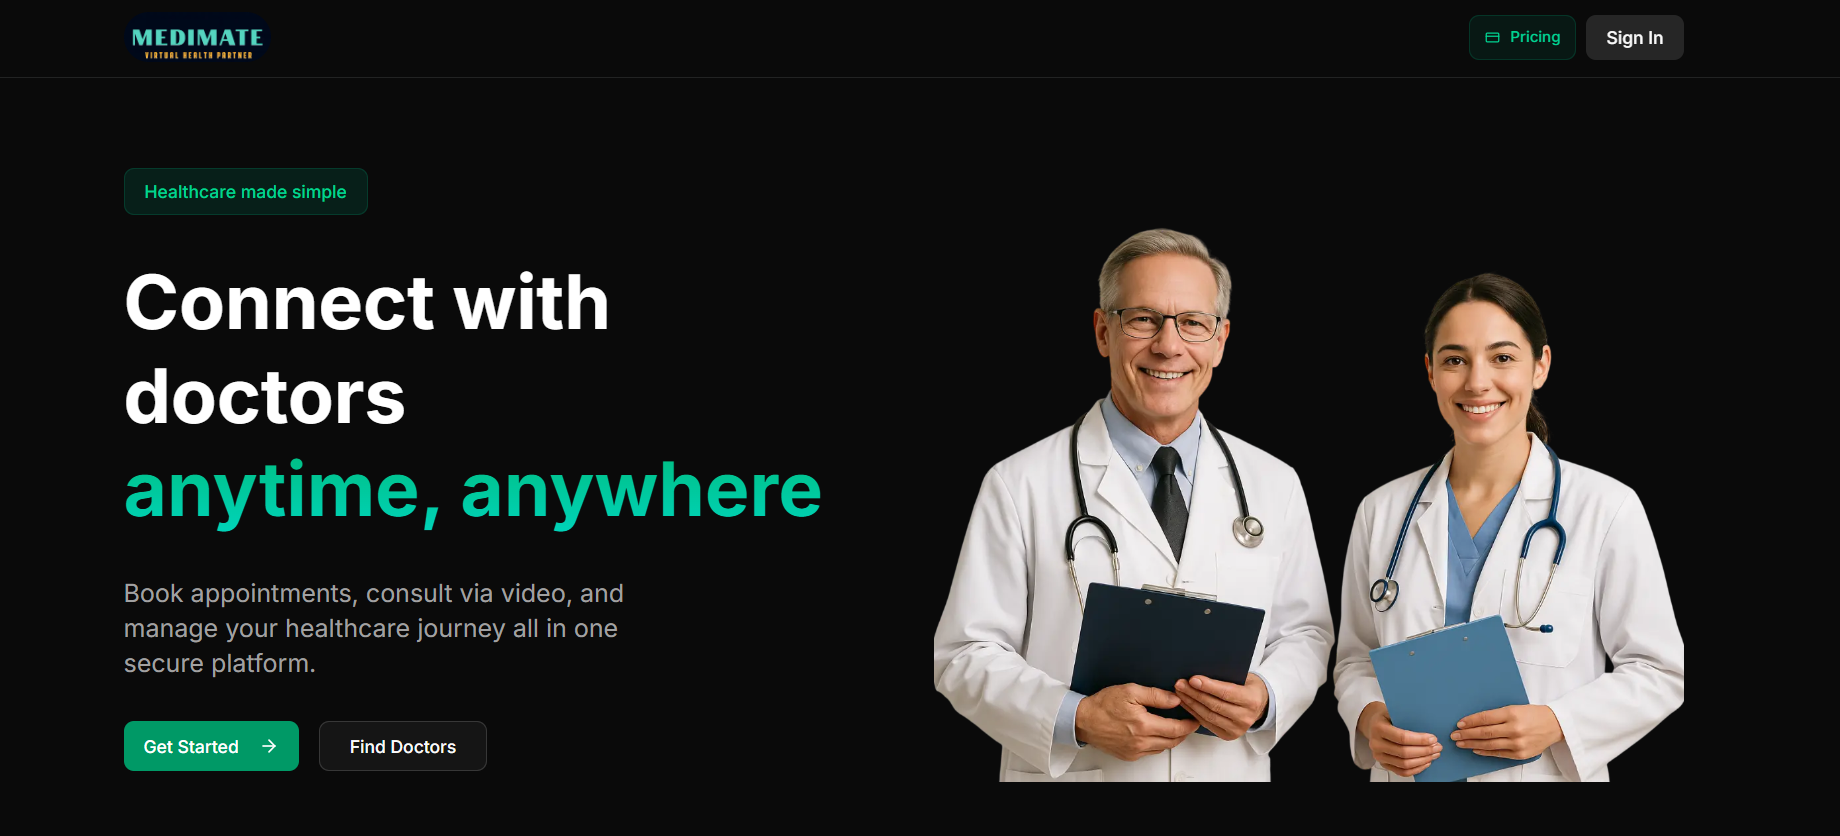 MEDIMATE
VIRTUAL HEALTH PARTNER
Pricing
Sign In
Healthcare made simple
Connect with
doctors
anytime, anywhere
Book appointments, consult via video, and
manage your healthcare journey all in one
secure platform.
Get Started
Find Doctors